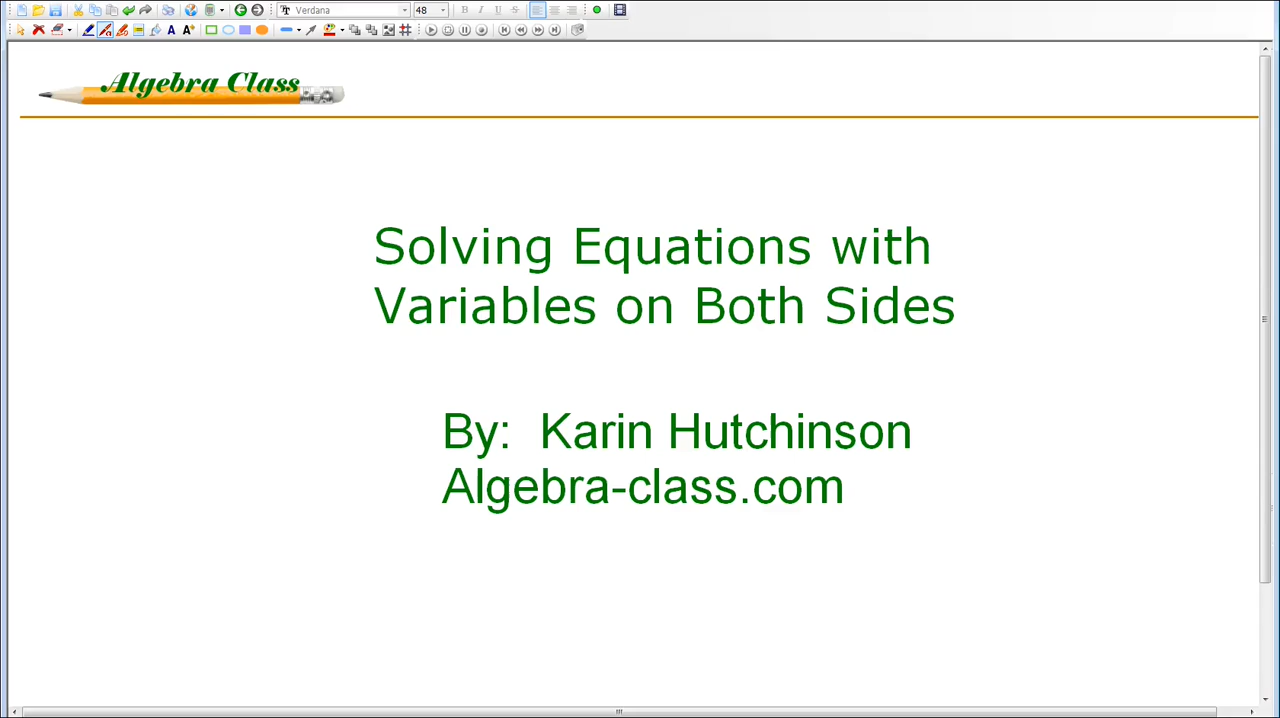 Verdana
48
Algebra Class
Solving Equations with
Variables on Both Sides
By: Karin Hutchinson
Algebra-class.com